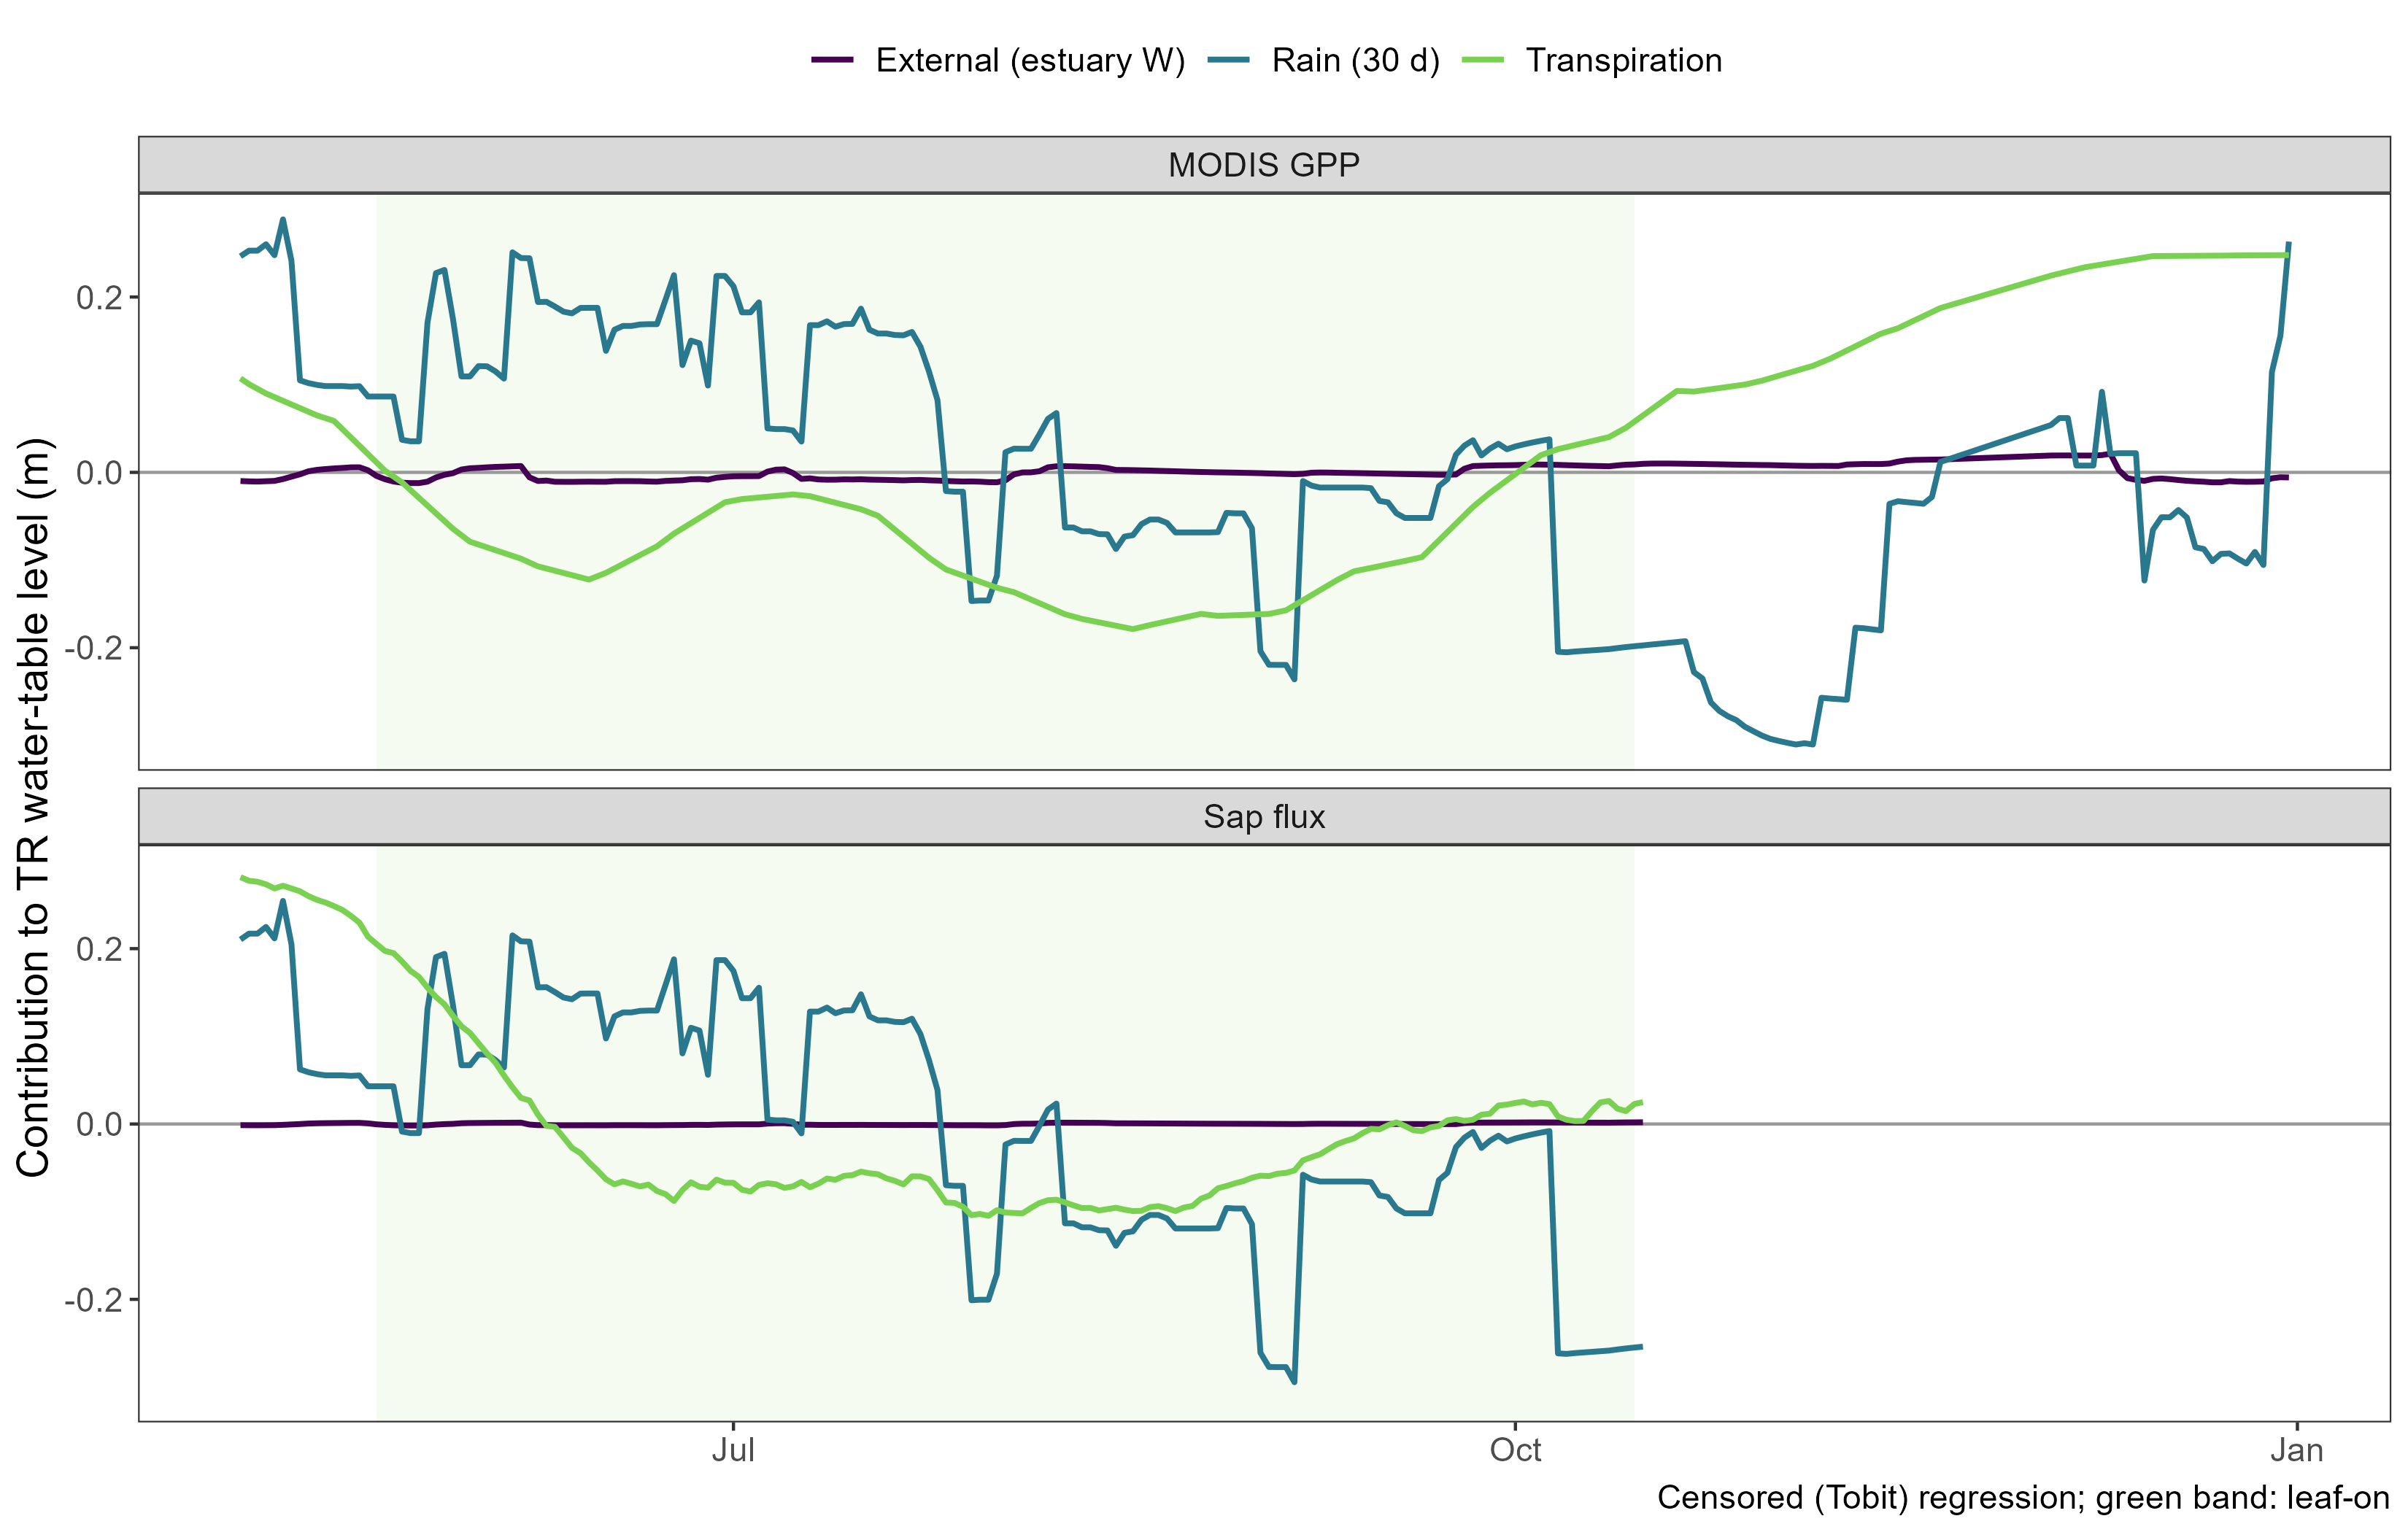 External (estuary W) Rain (30 d) Transpiration
MODIS GPP
0.2
0.0
-0.2
Contribution to TR water-table level (m)
Sap flux
0.2
0.0
-0.2
Jul Oct Jan
Censored (Tobit) regression; green band: leaf-on